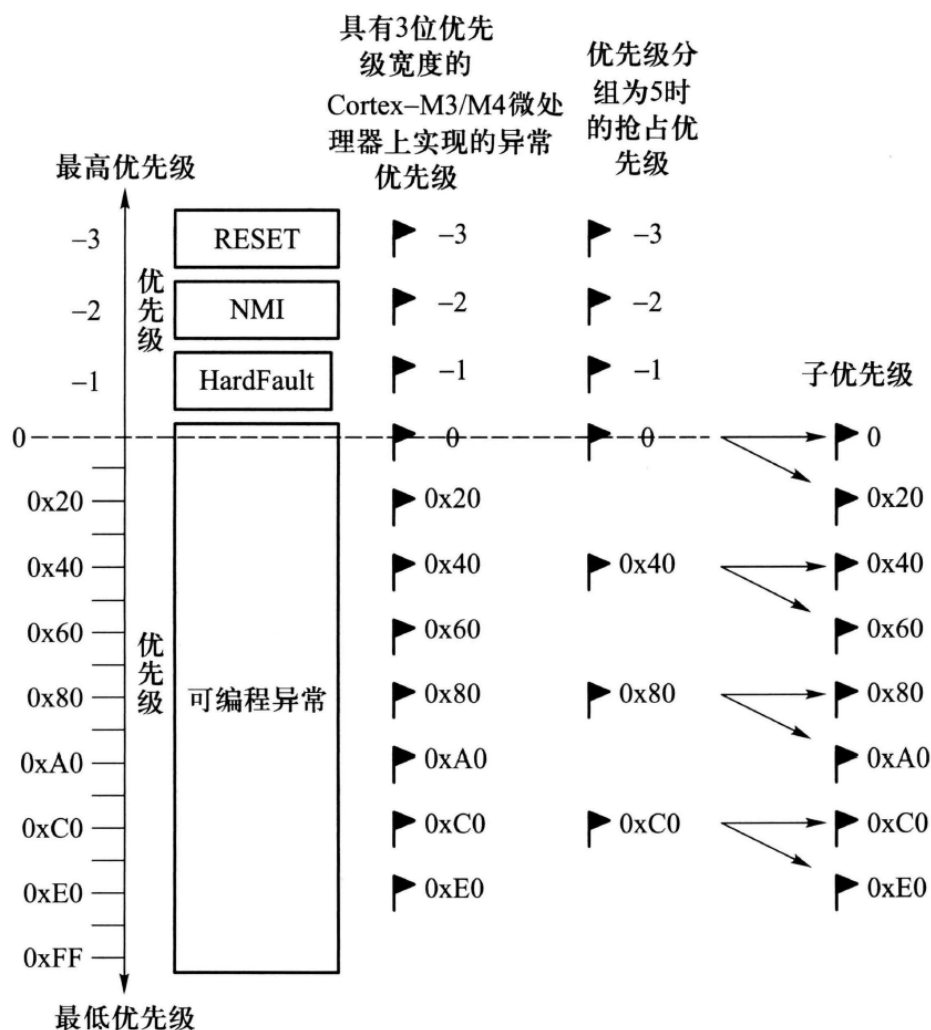 具有3位优先
级宽度的
Cortex–M3/M4微处
理器上实现的异常
优先级
优先级分
组为5时
的抢占优
先级
最高优先级
–3 RESET –3 –3
–2 NMI –2 –2
优先级
–1 HardFault –1 –1
子优先级
0 0 0 0
0x20 0x20 0x20
0x40 0x40 0x40 0x40
0x60 0x60 0x60
优先级
0x80 可编程异常 0x80 0x80 0x80
0xA0 0xA0 0xA0
0xC0 0xC0 0xC0 0xC0
0xE0 0xE0 0xE0
0xFF
最低优先级